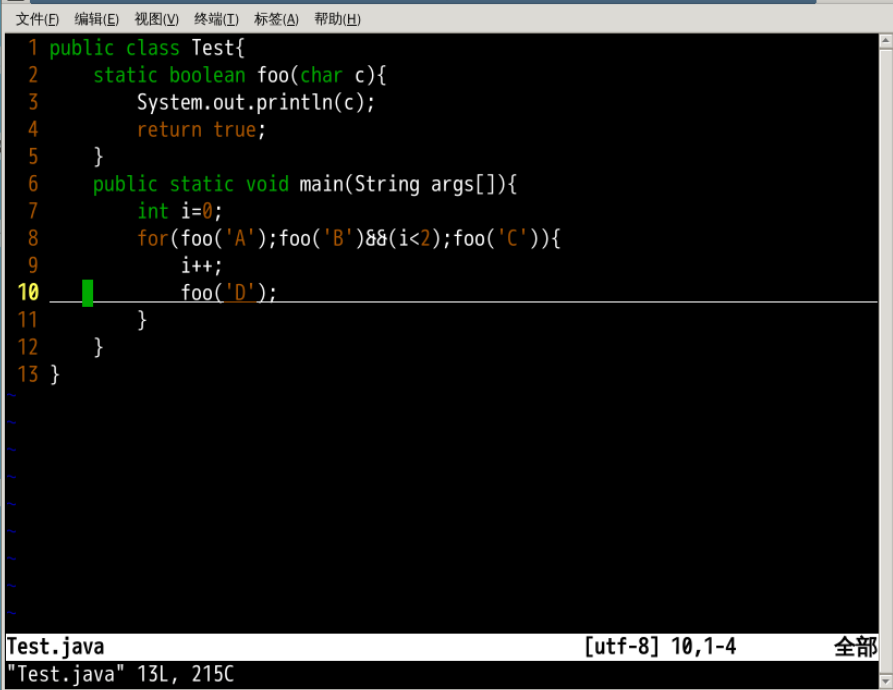 文件(F) 编辑(E) 视图(V) 终端(T) 标签(A) 帮助(H)
1 public class Test{
2     static boolean foo(char c){
3         System.out.println(c);
4         return true;
5     }
6     public static void main(String args[]){
7         int i=0;
8         for(foo('A');foo('B')&&(i<2);foo('C')){
9             i++;
10             foo('D');
11         }
12     }
13 }
~
~
~
~
~
~
~
~
~
Test.java [utf-8] 10,1-4 全部
"Test.java" 13L, 215C